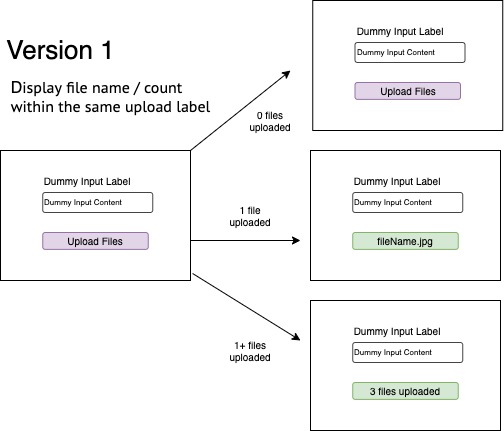 Version 1
Display file name / count
within the same upload label
Dummy Input Label
Dummy Input Content
Upload Files
0 files
uploaded
Dummy Input Label
Dummy Input Content
Upload Files
1 file
uploaded
Dummy Input Label
Dummy Input Content
fileName.jpg
1+ files
uploaded
Dummy Input Label
Dummy Input Content
3 files uploaded